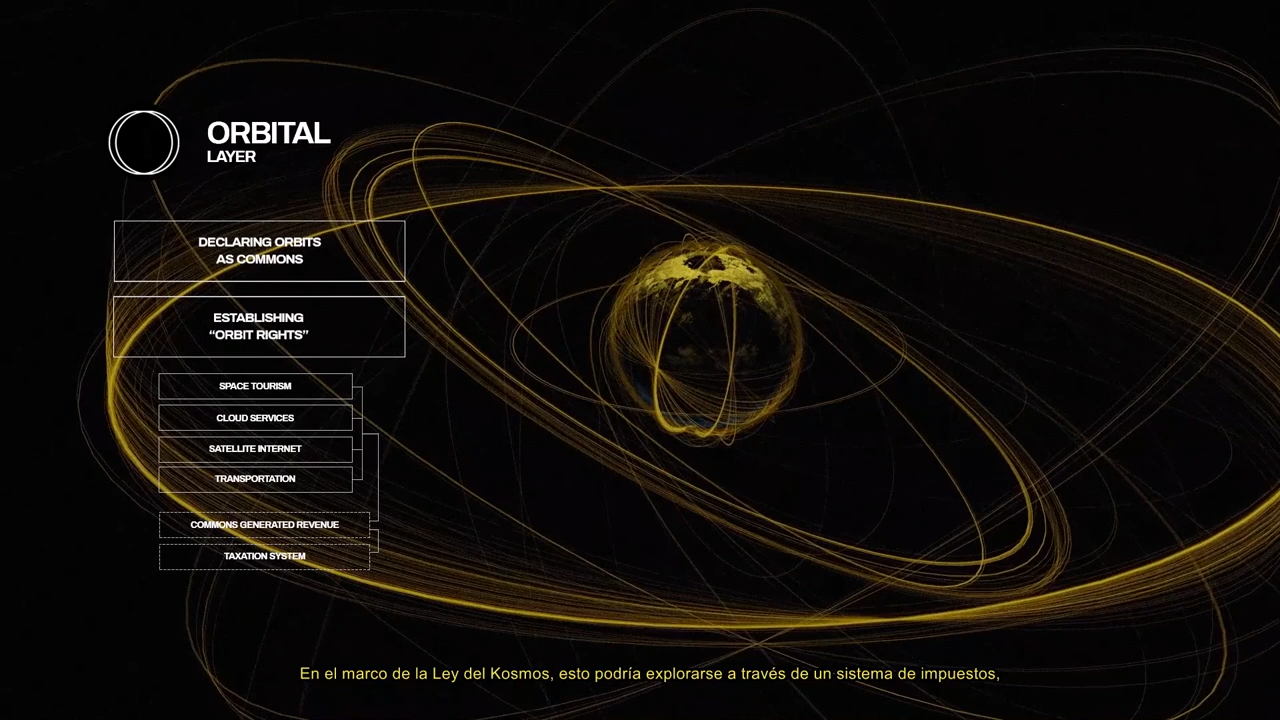 ORBITAL
LAYER
DECLARING ORBITS
AS COMMONS
ESTABLISHING
“ORBIT RIGHTS”
SPACE TOURISM
CLOUD SERVICES
SATELLITE INTERNET
TRANSPORTATION
COMMONS GENERATED REVENUE
TAXATION SYSTEM
En el marco de la Ley del Kosmos, esto podría explorarse a través de un sistema de impuestos,